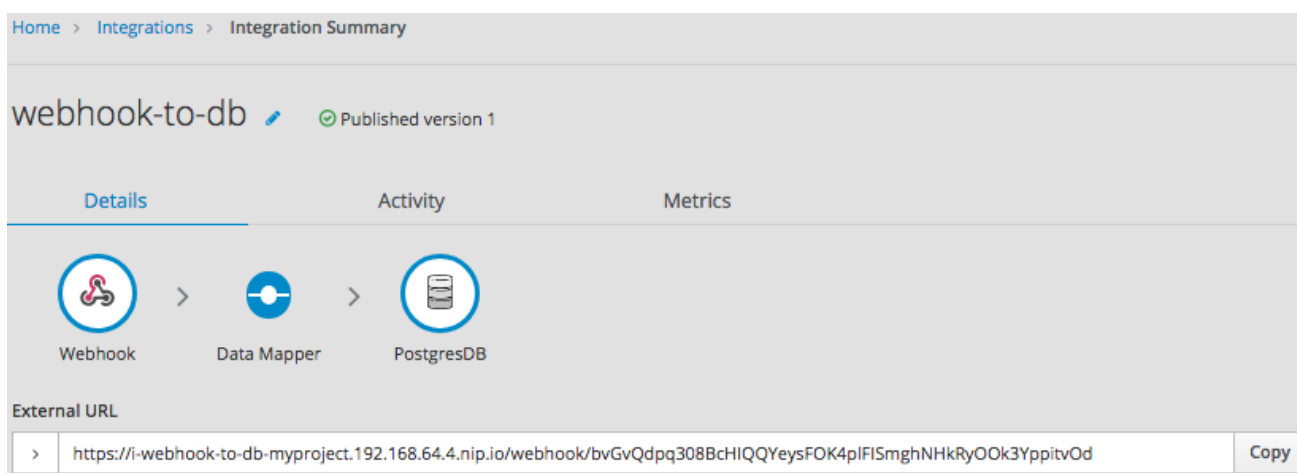 Home > Integrations > Integration Summary
webhook-to-db Published version 1
Details Activity Metrics
Webhook Data Mapper PostgresDB
External URL
> https://i-webhook-to-db-myproject.192.168.64.4.nip.io/webhook/bvGvQdpq308BcHIQQYeysFOK4plFISmghNHkRyOOk3YppitvOd Copy